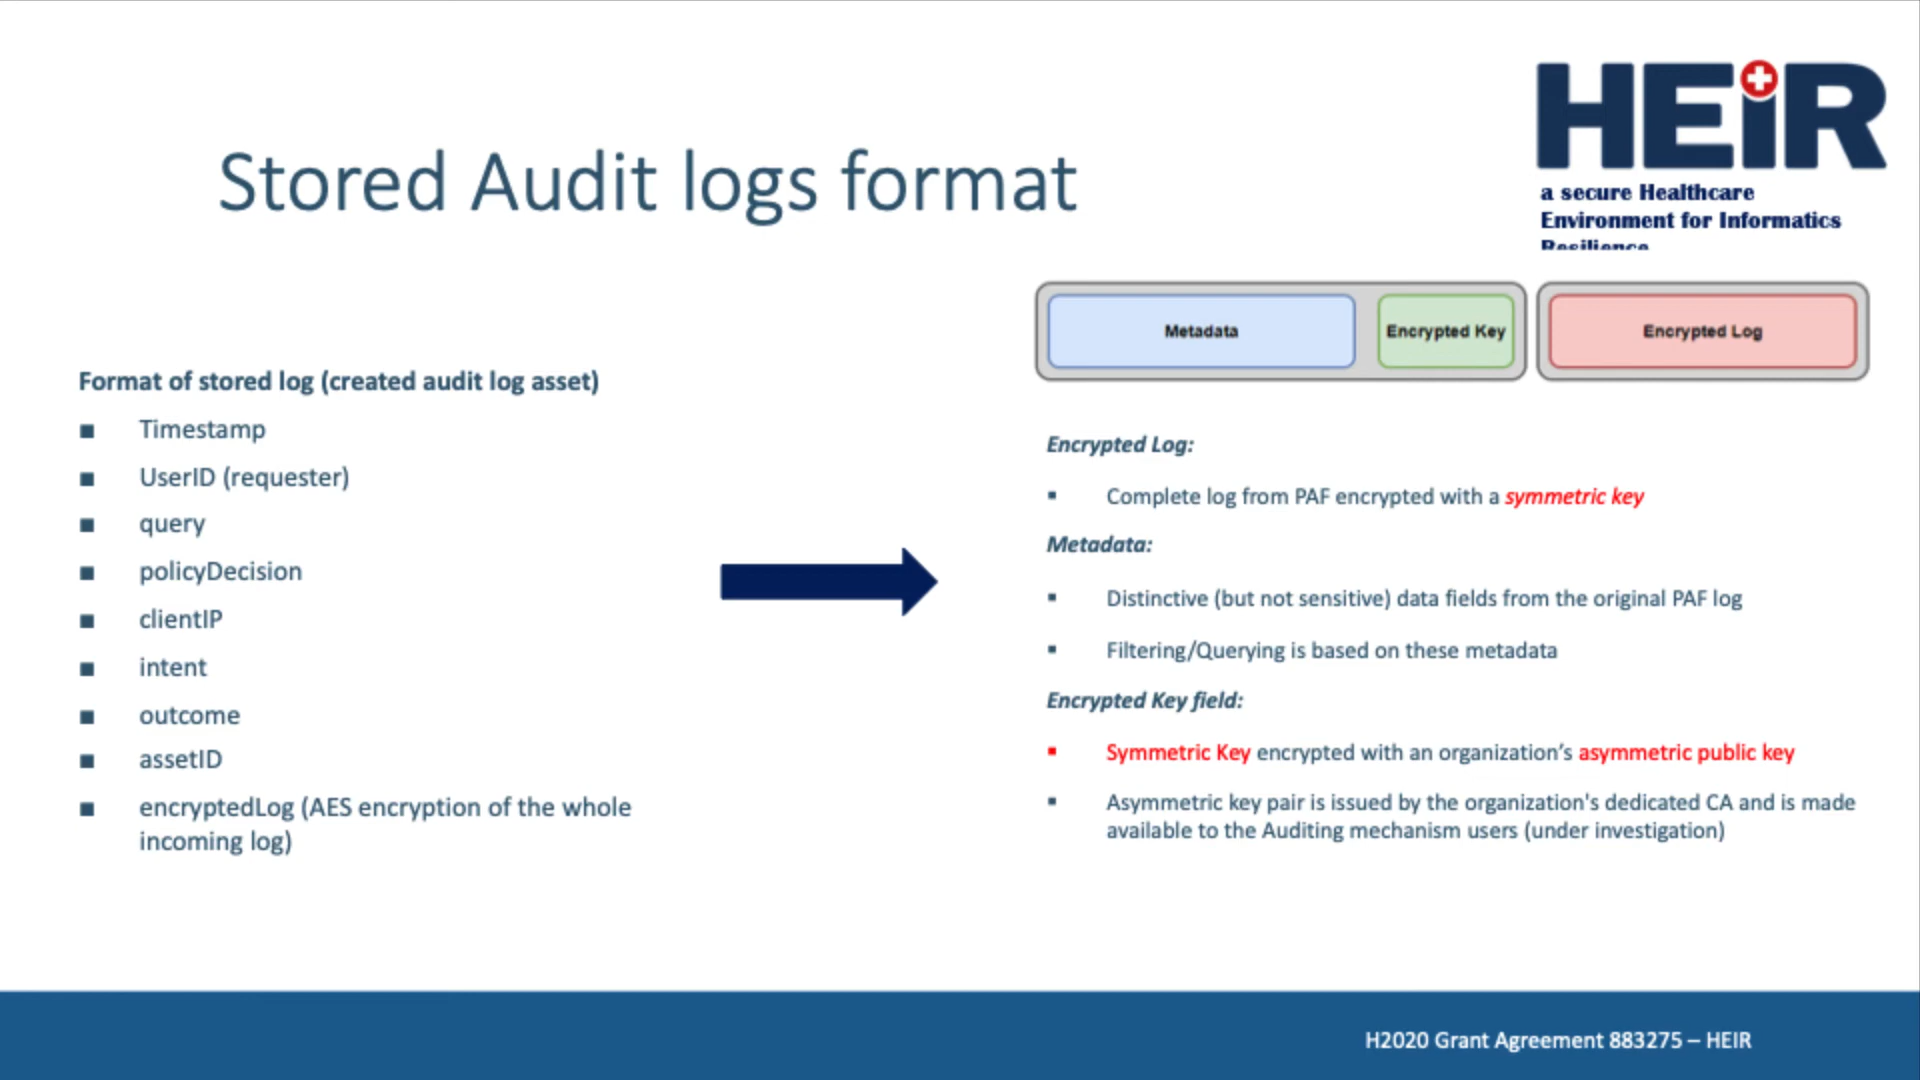 HEiR
a secure Healthcare
Environment for Informatics
Resilience
Stored Audit logs format
Metadata
Encrypted Key
Encrypted Log
Format of stored log (created audit log asset)
■ Timestamp
■ UserID (requester)
■ query
■ policyDecision
■ clientIP
■ intent
■ outcome
■ assetID
■ encryptedLog (AES encryption of the whole
incoming log)
Encrypted Log:
▪ Complete log from PAF encrypted with a symmetric key
Metadata:
▪ Distinctive (but not sensitive) data fields from the original PAF log
▪ Filtering/Querying is based on these metadata
Encrypted Key field:
▪ Symmetric Key encrypted with an organization's asymmetric public key
▪ Asymmetric key pair is issued by the organization's dedicated CA and is made
available to the Auditing mechanism users (under investigation)
H2020 Grant Agreement 883275 – HEIR